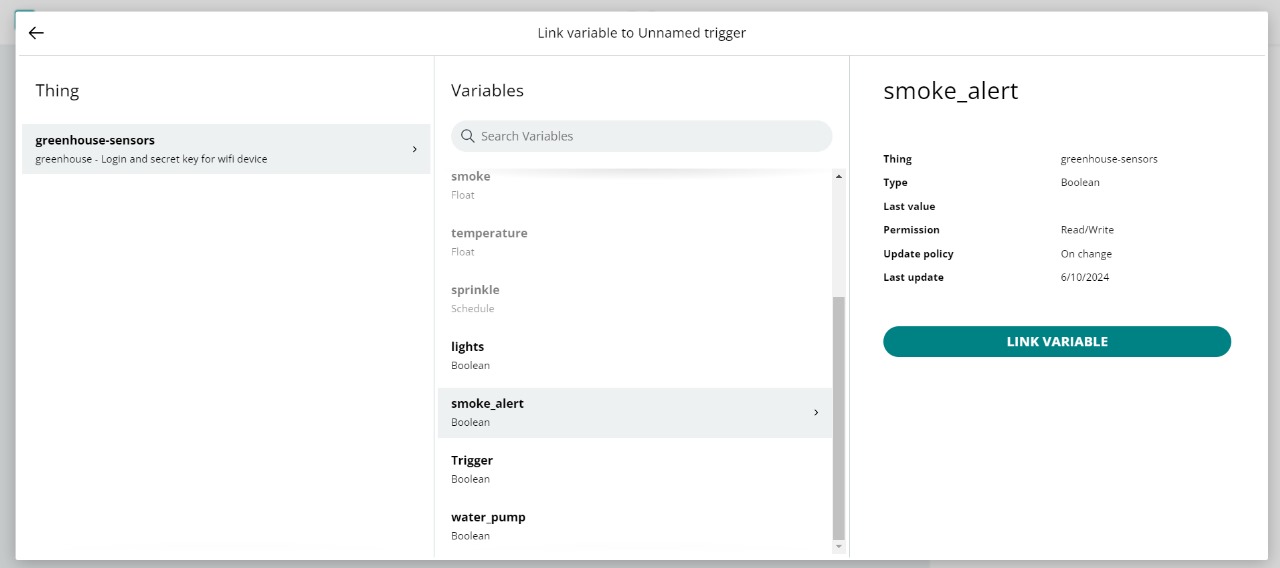 Link variable to Unnamed trigger
Thing
greenhouse-sensors
greenhouse - Login and secret key for wifi device
Variables
Search Variables
smoke
Float
temperature
Float
sprinkle
Schedule
lights
Boolean
smoke_alert
Boolean
Trigger
Boolean
water_pump
Boolean
smoke_alert
Thing greenhouse-sensors
Type Boolean
Last value
Permission Read/Write
Update policy On change
Last update 6/10/2024
LINK VARIABLE